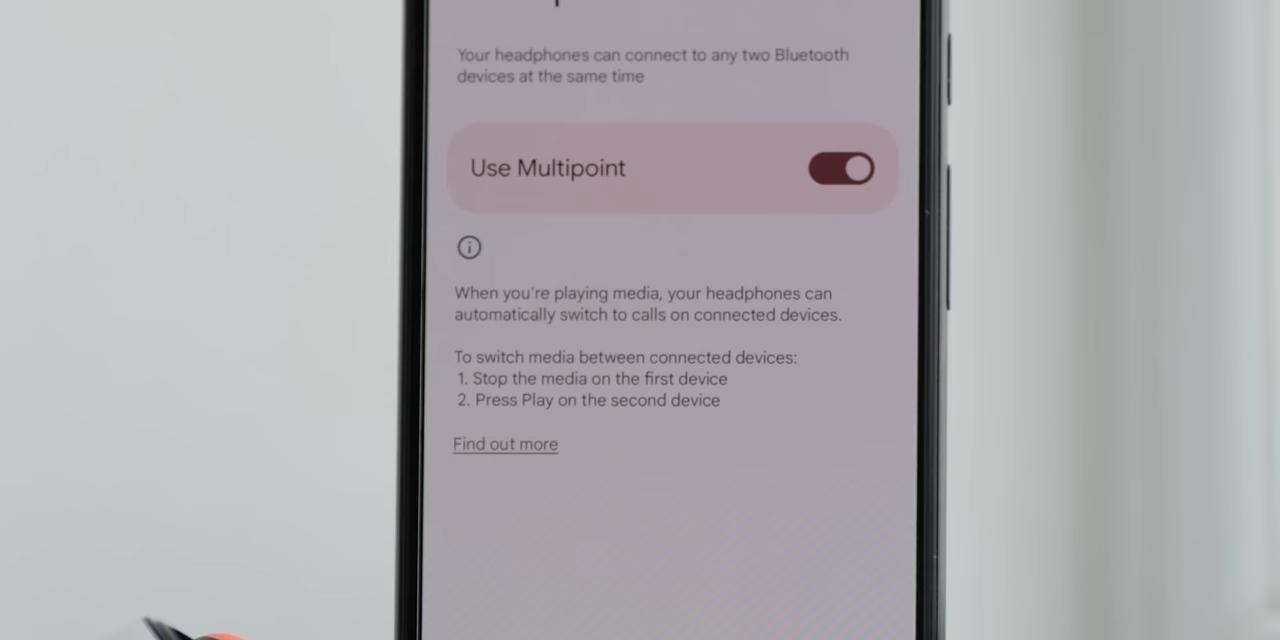 Your headphones can connect to any two Bluetooth
devices at the same time
Use Multipoint
When you're playing media, your headphones can
automatically switch to calls on connected devices.
To switch media between connected devices:
1. Stop the media on the first device
2. Press Play on the second device
Find out more